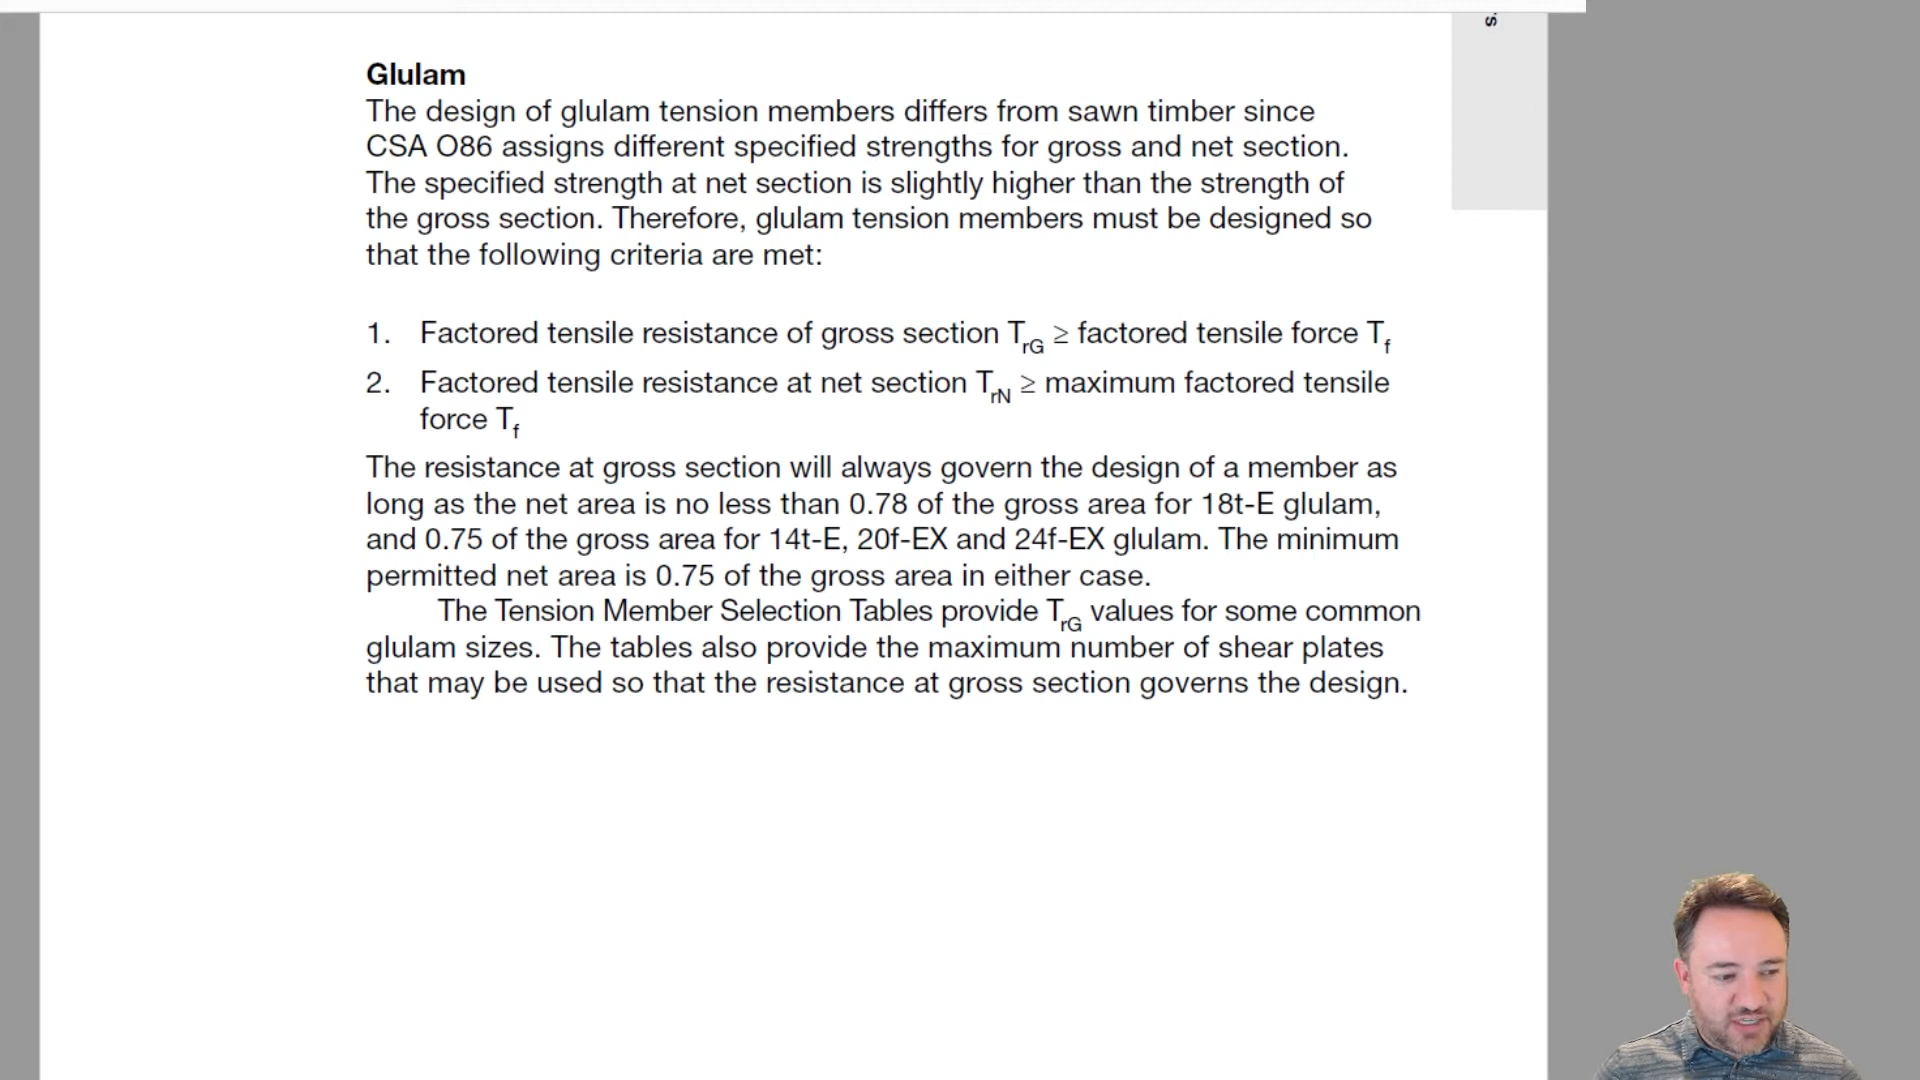 s.
Glulam
The design of glulam tension members differs from sawn timber since
CSA O86 assigns different specified strengths for gross and net section.
The specified strength at net section is slightly higher than the strength of
the gross section. Therefore, glulam tension members must be designed so
that the following criteria are met:
1. Factored tensile resistance of gross section TrG ≥ factored tensile force Tf
2. Factored tensile resistance at net section TrN ≥ maximum factored tensile
force Tf
The resistance at gross section will always govern the design of a member as
long as the net area is no less than 0.78 of the gross area for 18t-E glulam,
and 0.75 of the gross area for 14t-E, 20f-EX and 24f-EX glulam. The minimum
permitted net area is 0.75 of the gross area in either case.
The Tension Member Selection Tables provide TrG values for some common
glulam sizes. The tables also provide the maximum number of shear plates
that may be used so that the resistance at gross section governs the design.